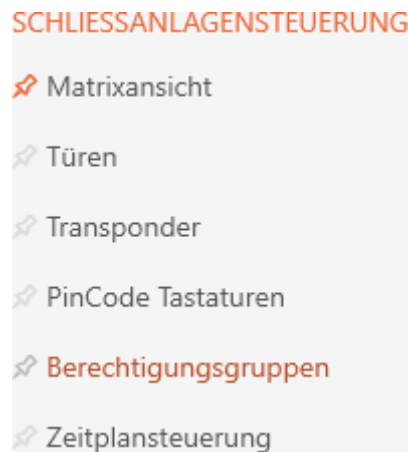 SCHLIESSANLAGENSTEUERUNG
Matrixansicht
Türen
Transponder
PinCode Tastaturen
Berechtigungsgruppen
Zeitplansteuerung